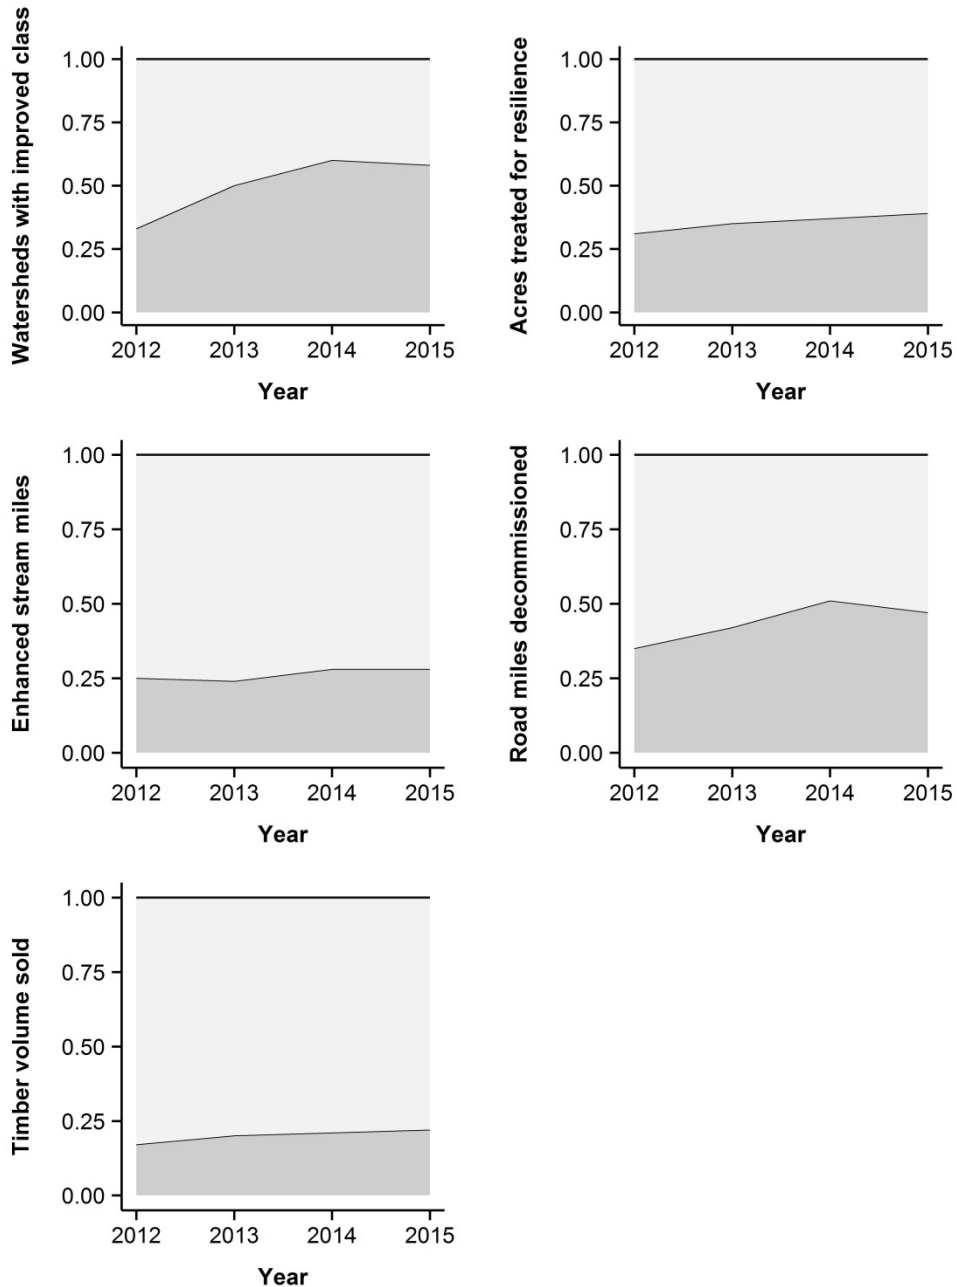 Watersheds with improved class
1.00
0.75
0.50
0.25
0.00
2012 2013 2014 2015
Year
Acres treated for resilience
1.00
0.75
0.50
0.25
0.00
2012 2013 2014 2015
Year
Enhanced stream miles
1.00
0.75
0.50
0.25
0.00
2012 2013 2014 2015
Year
Road miles decommissioned
1.00
0.75
0.50
0.25
0.00
2012 2013 2014 2015
Year
Timber volume sold
1.00
0.75
0.50
0.25
0.00
2012 2013 2014 2015
Year